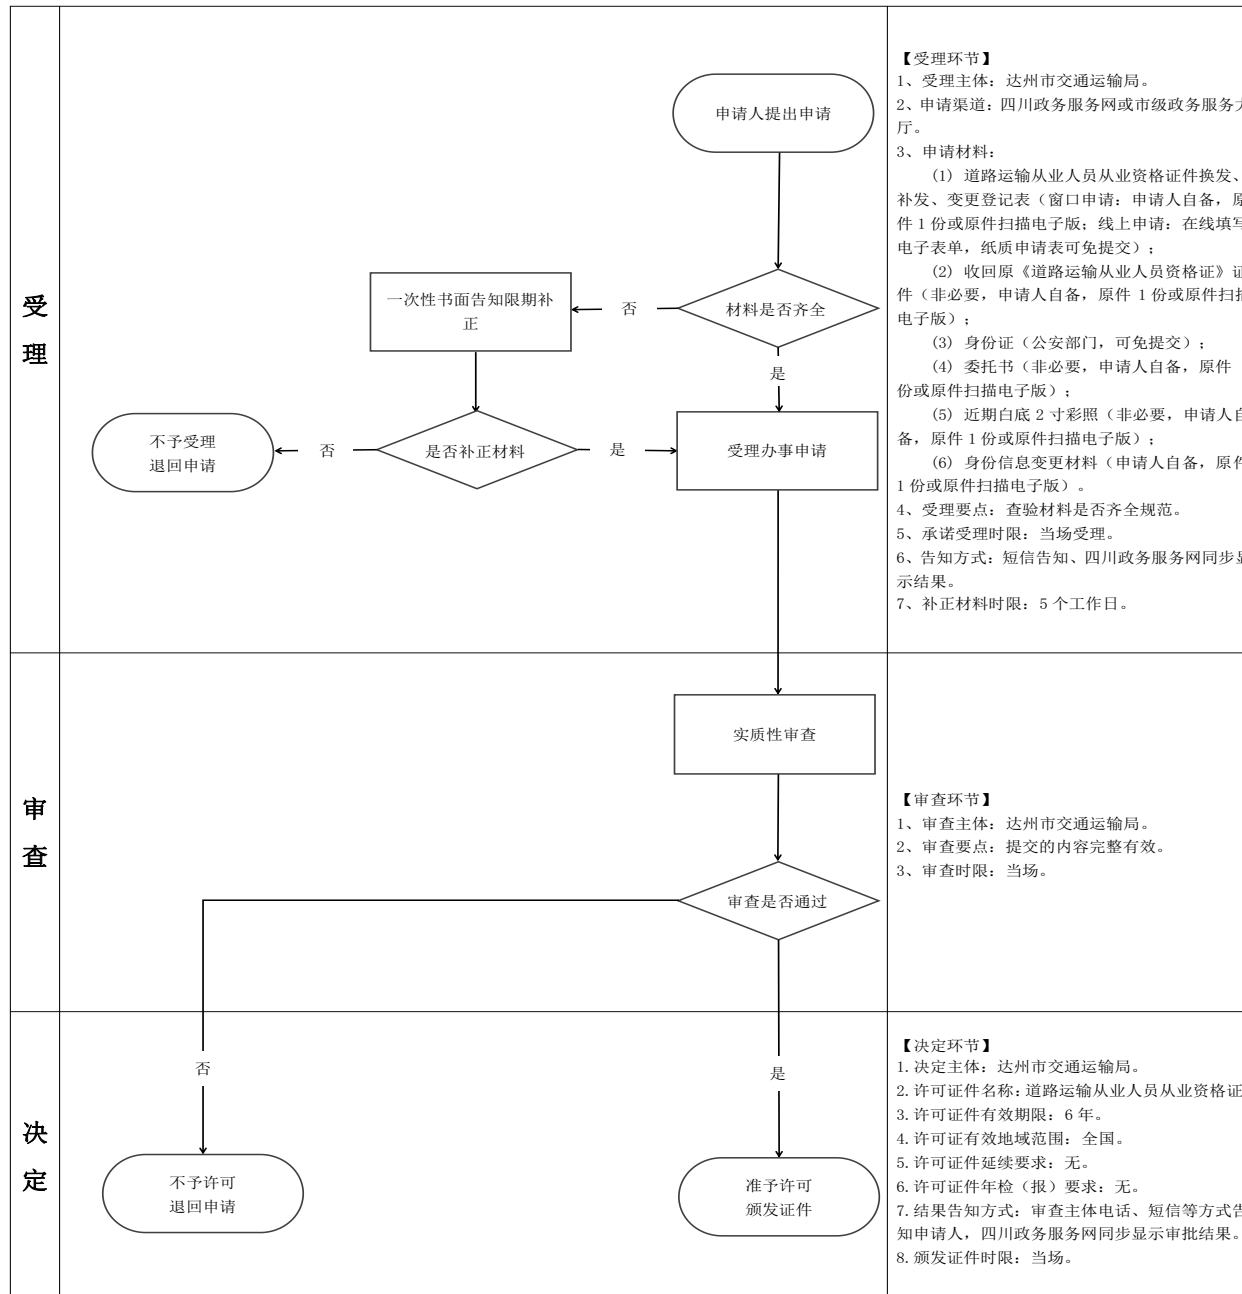 受
理
申请人提出申请
材料是否齐全
否
一次性书面告知限期补
正
是
是否补正材料
否
不予受理
退回申请
是
受理办事申请
【受理环节】
1、受理主体：达州市交通运输局。
2、申请渠道：四川政务服务网或市级政务服务大
厅。
3、申请材料：
(1) 道路运输从业人员从业资格证件换发、
补发、变更登记表（窗口申请：申请人自备，原
件 1 份或原件扫描电子版；线上申请：在线填写
电子表单，纸质申请表可免提交）；
(2) 收回原《道路运输从业人员资格证》证
件（非必要，申请人自备，原件 1 份或原件扫描
电子版）；
(3) 身份证（公安部门，可免提交）；
(4) 委托书（非必要，申请人自备，原件
份或原件扫描电子版）；
(5) 近期白底 2 寸彩照（非必要，申请人自
备，原件 1 份或原件扫描电子版）；
(6) 身份信息变更材料（申请人自备，原件
1 份或原件扫描电子版）。
4、受理要点：查验材料是否齐全规范。
5、承诺受理时限：当场受理。
6、告知方式：短信告知、四川政务服务网同步显
示结果。
7、补正材料时限：5 个工作日。
审
查
实质性审查
审查是否通过
【审查环节】
1、审查主体：达州市交通运输局。
2、审查要点：提交的内容完整有效。
3、审查时限：当场。
决
定
否
是
不予许可
退回申请
准予许可
颁发证件
【决定环节】
1.决定主体：达州市交通运输局。
2.许可证件名称：道路运输从业人员从业资格证
3.许可证件有效期限：6 年。
4.许可证有效地域范围：全国。
5.许可证件延续要求：无。
6.许可证件年检（报）要求：无。
7.结果告知方式：审查主体电话、短信等方式告
知申请人，四川政务服务网同步显示审批结果。
8.颁发证件时限：当场。